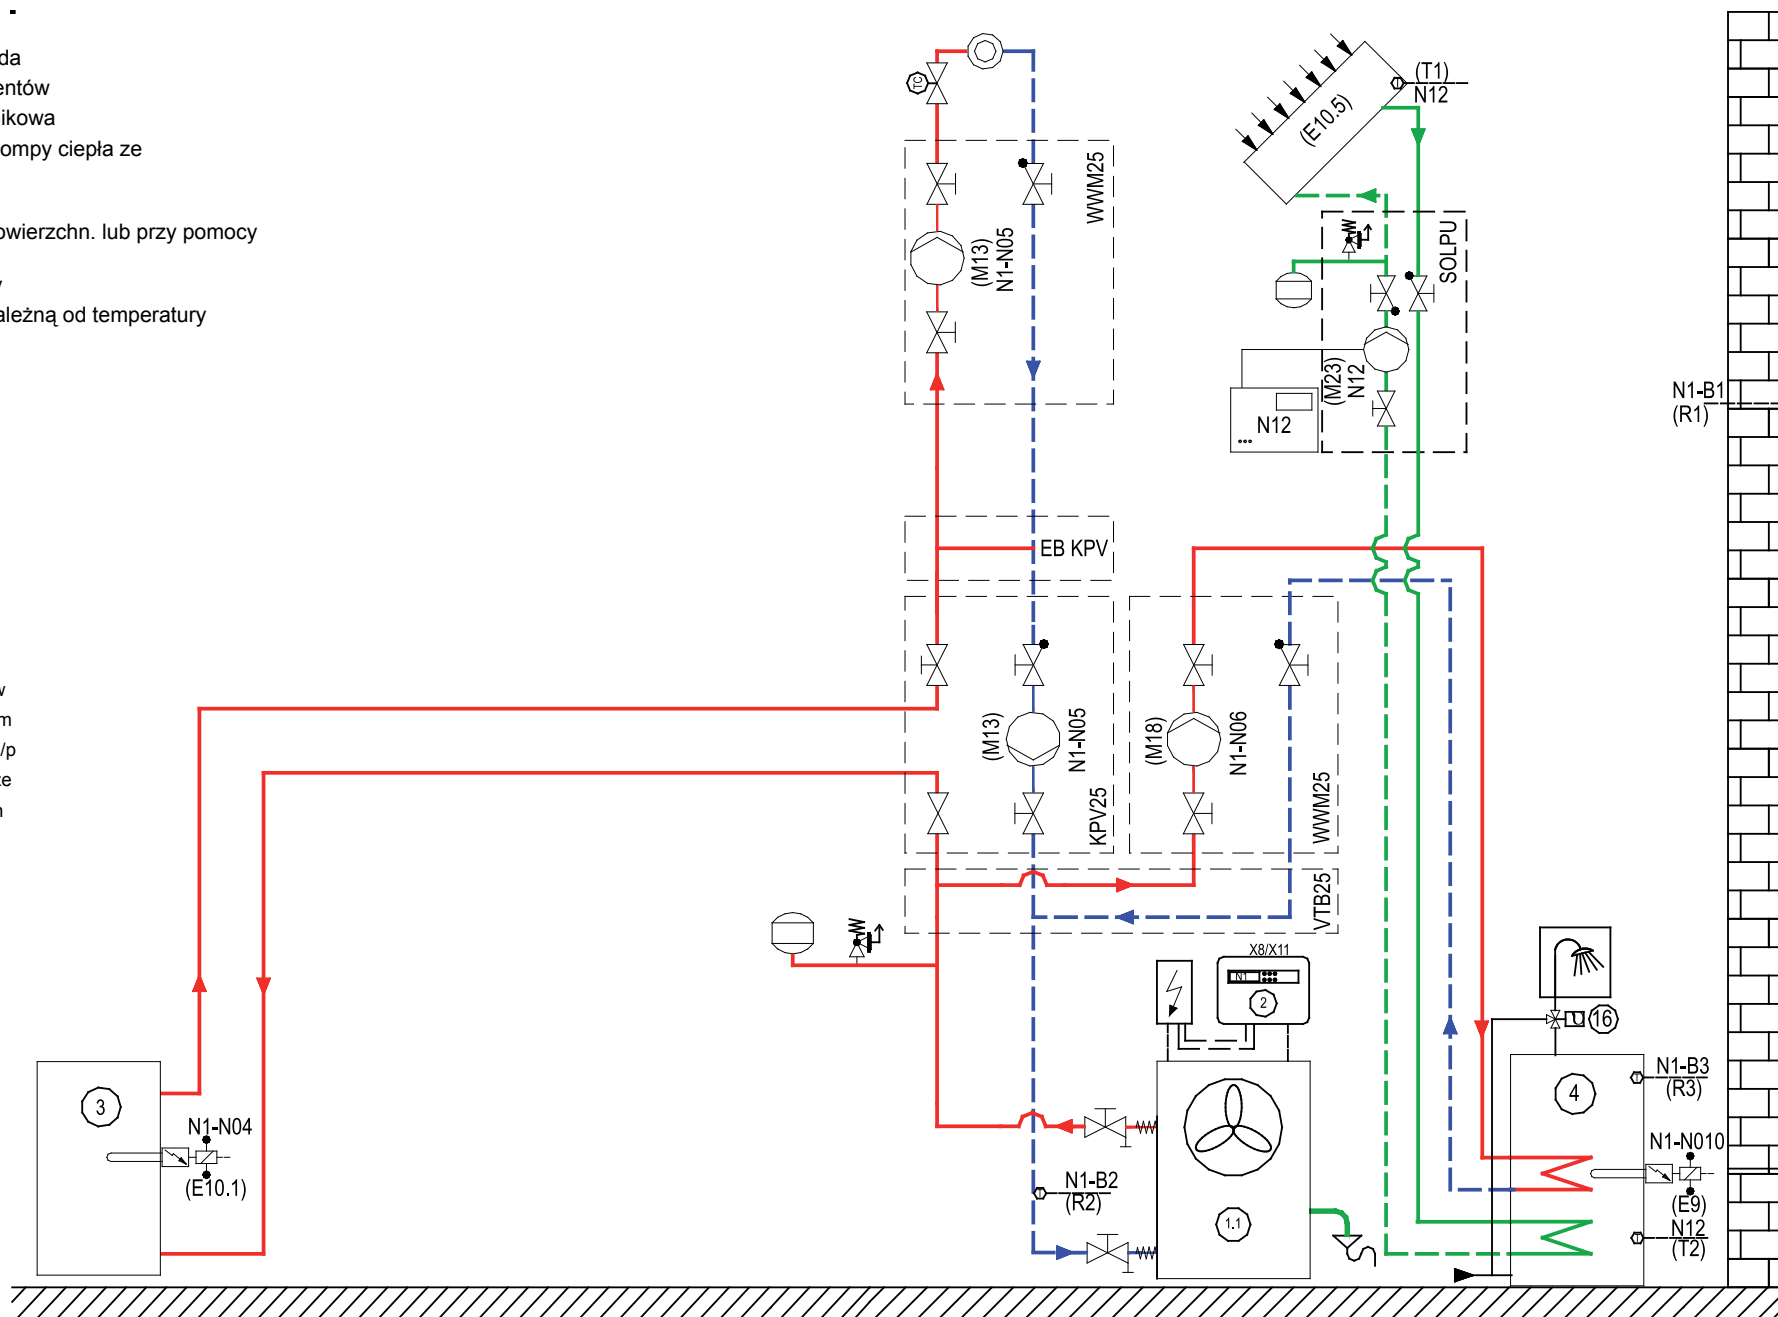 -
da
entów
ikowa
ompy ciepła ze
owierzchn. lub przy pomocy
ależną od temperatury
w
m
/p
że
TC
WWM25
(M13)
N1-N05
(E10.5)
(T1)
N12
SOLPU
(M23)
N12
N12
N1-B1
(R1)
EB KPV
(M13)
N1-N05
KPV25
(M18)
N1-N06
WWM25
VTB25
X8/X11
N1
2
16
3
N1-N04
(E10.1)
N1-B2
(R2)
1.1
4
N1-B3
(R3)
N1-N010
(E9)
N12
(T2)